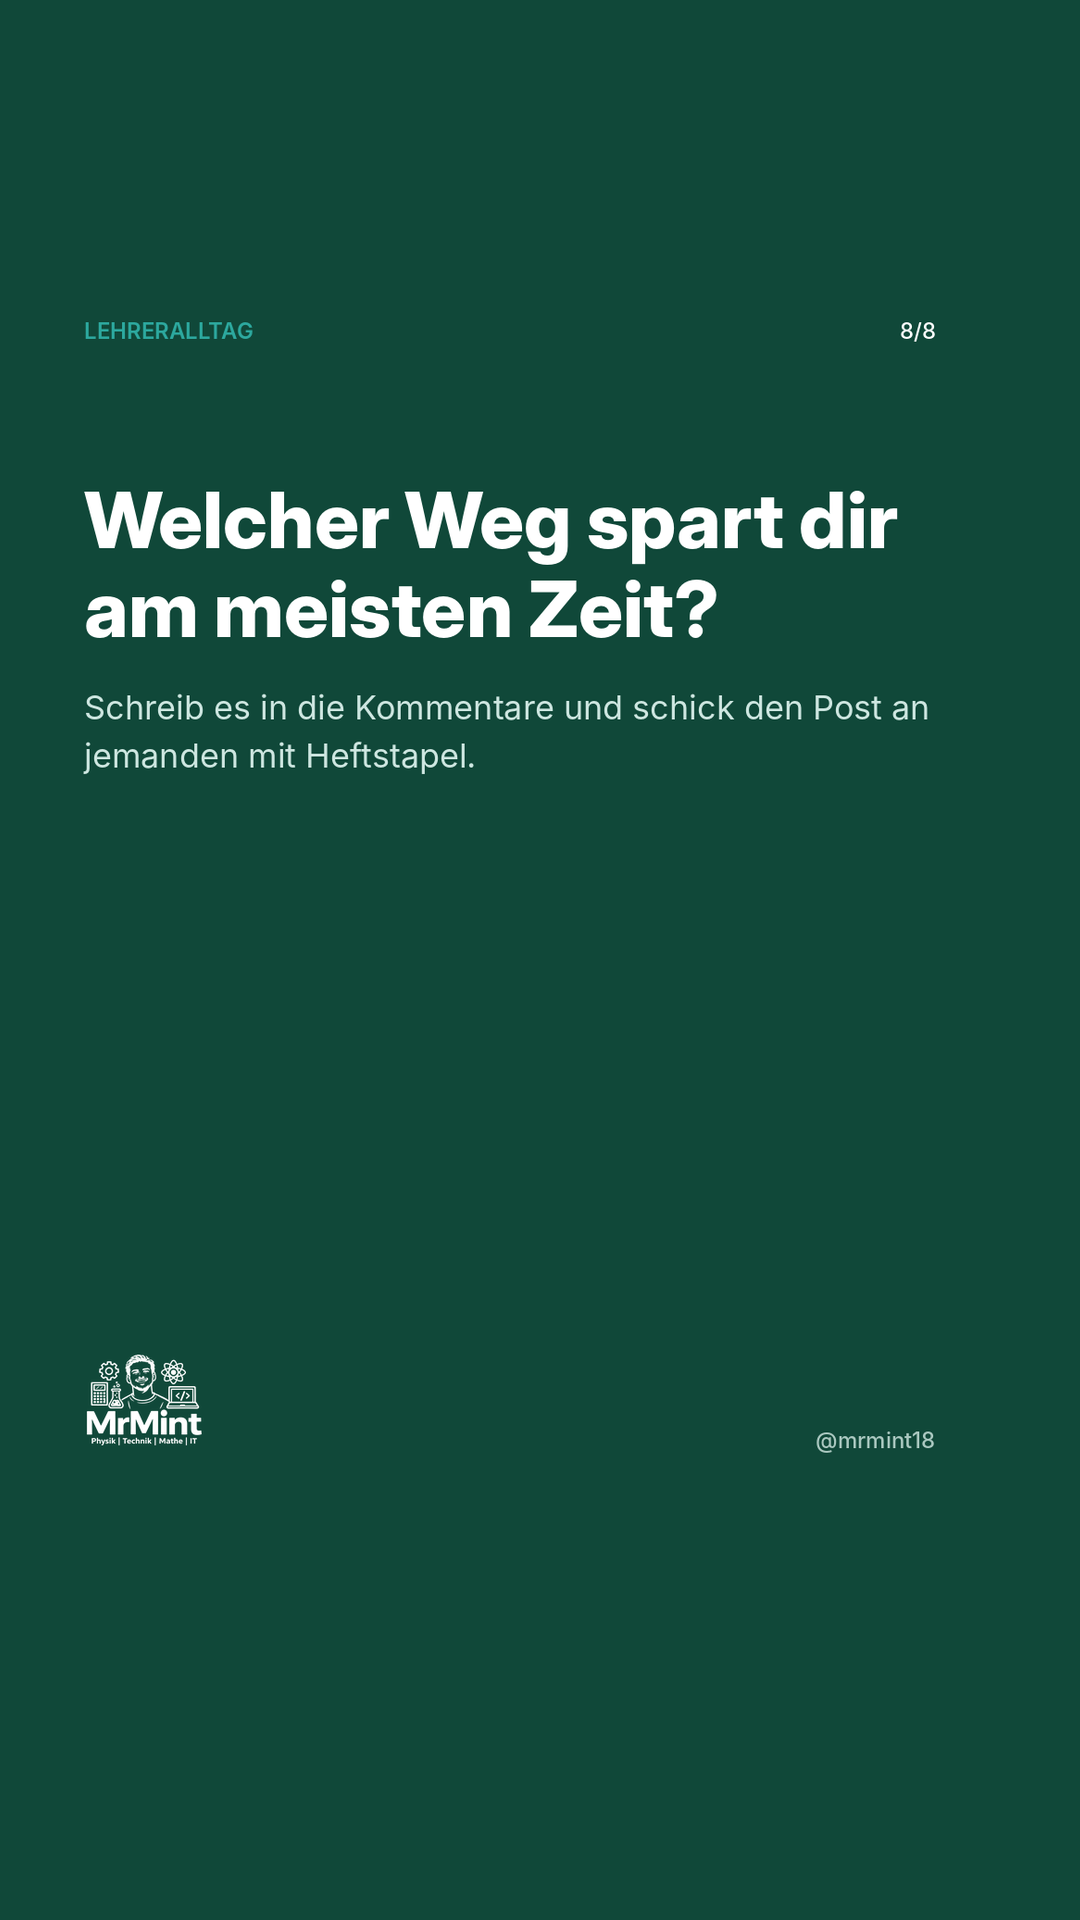 LEHRERALLTAG
8/8
Welcher Weg spart dir
am meisten Zeit?
Schreib es in die Kommentare und schick den Post an
jemanden mit Heftstapel.
</>
MrMint
Physik | Technik | Mathe | IT
@mrmint18